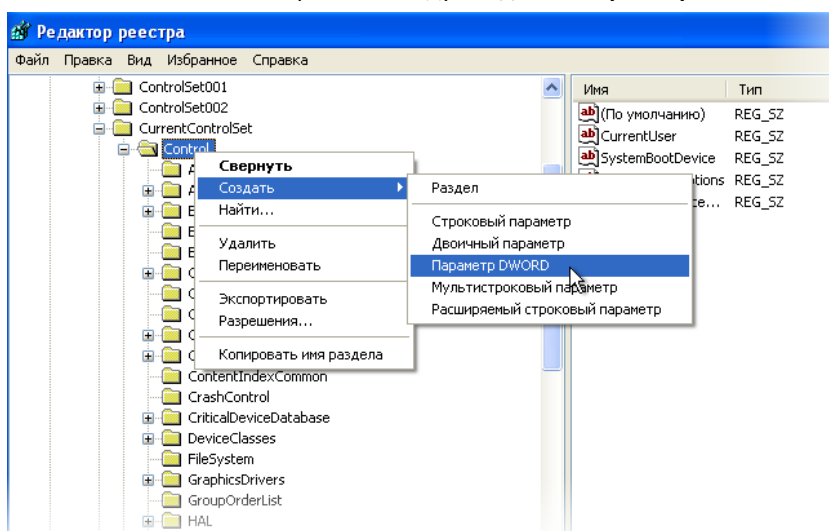 Редактор реестра
Файл Правка Вид Избранное Справка
ControlSet001
ControlSet002
CurrentControlSet
Control
Свернуть
Создать
Найти...
Удалить
Переименовать
Экспортировать
Разрешения...
Копировать имя раздела
Раздел
Строковый параметр
Двоичный параметр
Параметр DWORD
Мультистроковый параметр
Расширяемый строковый параметр
ContentIndexCommon
CrashControl
CriticalDeviceDatabase
DeviceClasses
FileSystem
GraphicsDrivers
GroupOrderList
HAL
Имя Тип
(По умолчанию) REG_SZ
CurrentUser REG_SZ
SystemBootDevice REG_SZ
REG_SZ
REG_SZ